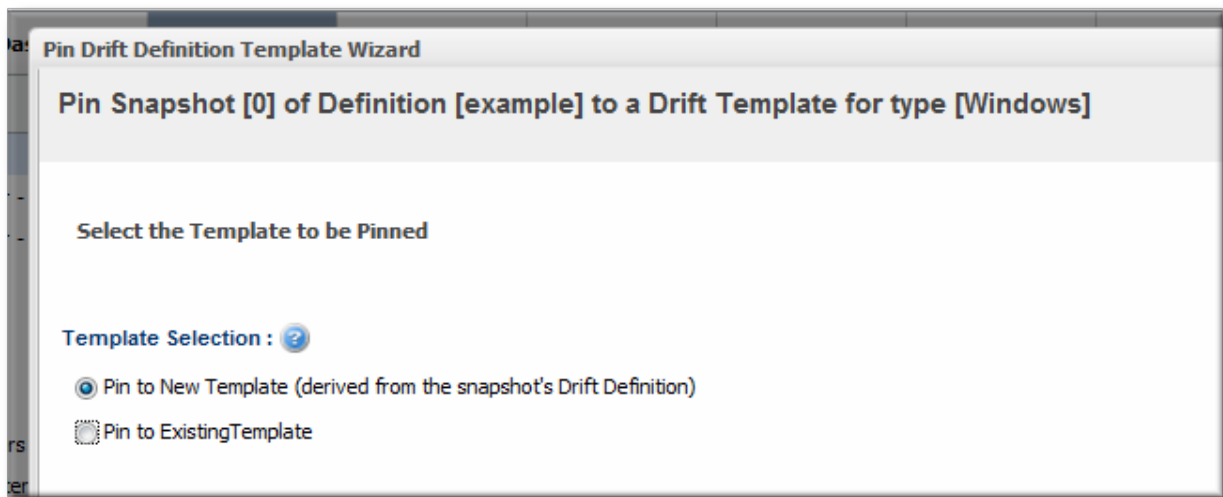 Pin Drift Definition Template Wizard
Pin Snapshot [0] of Definition [example] to a Drift Template for type [Windows]
Select the Template to be Pinned
Template Selection :
Pin to New Template (derived from the snapshot's Drift Definition)
Pin to ExistingTemplate